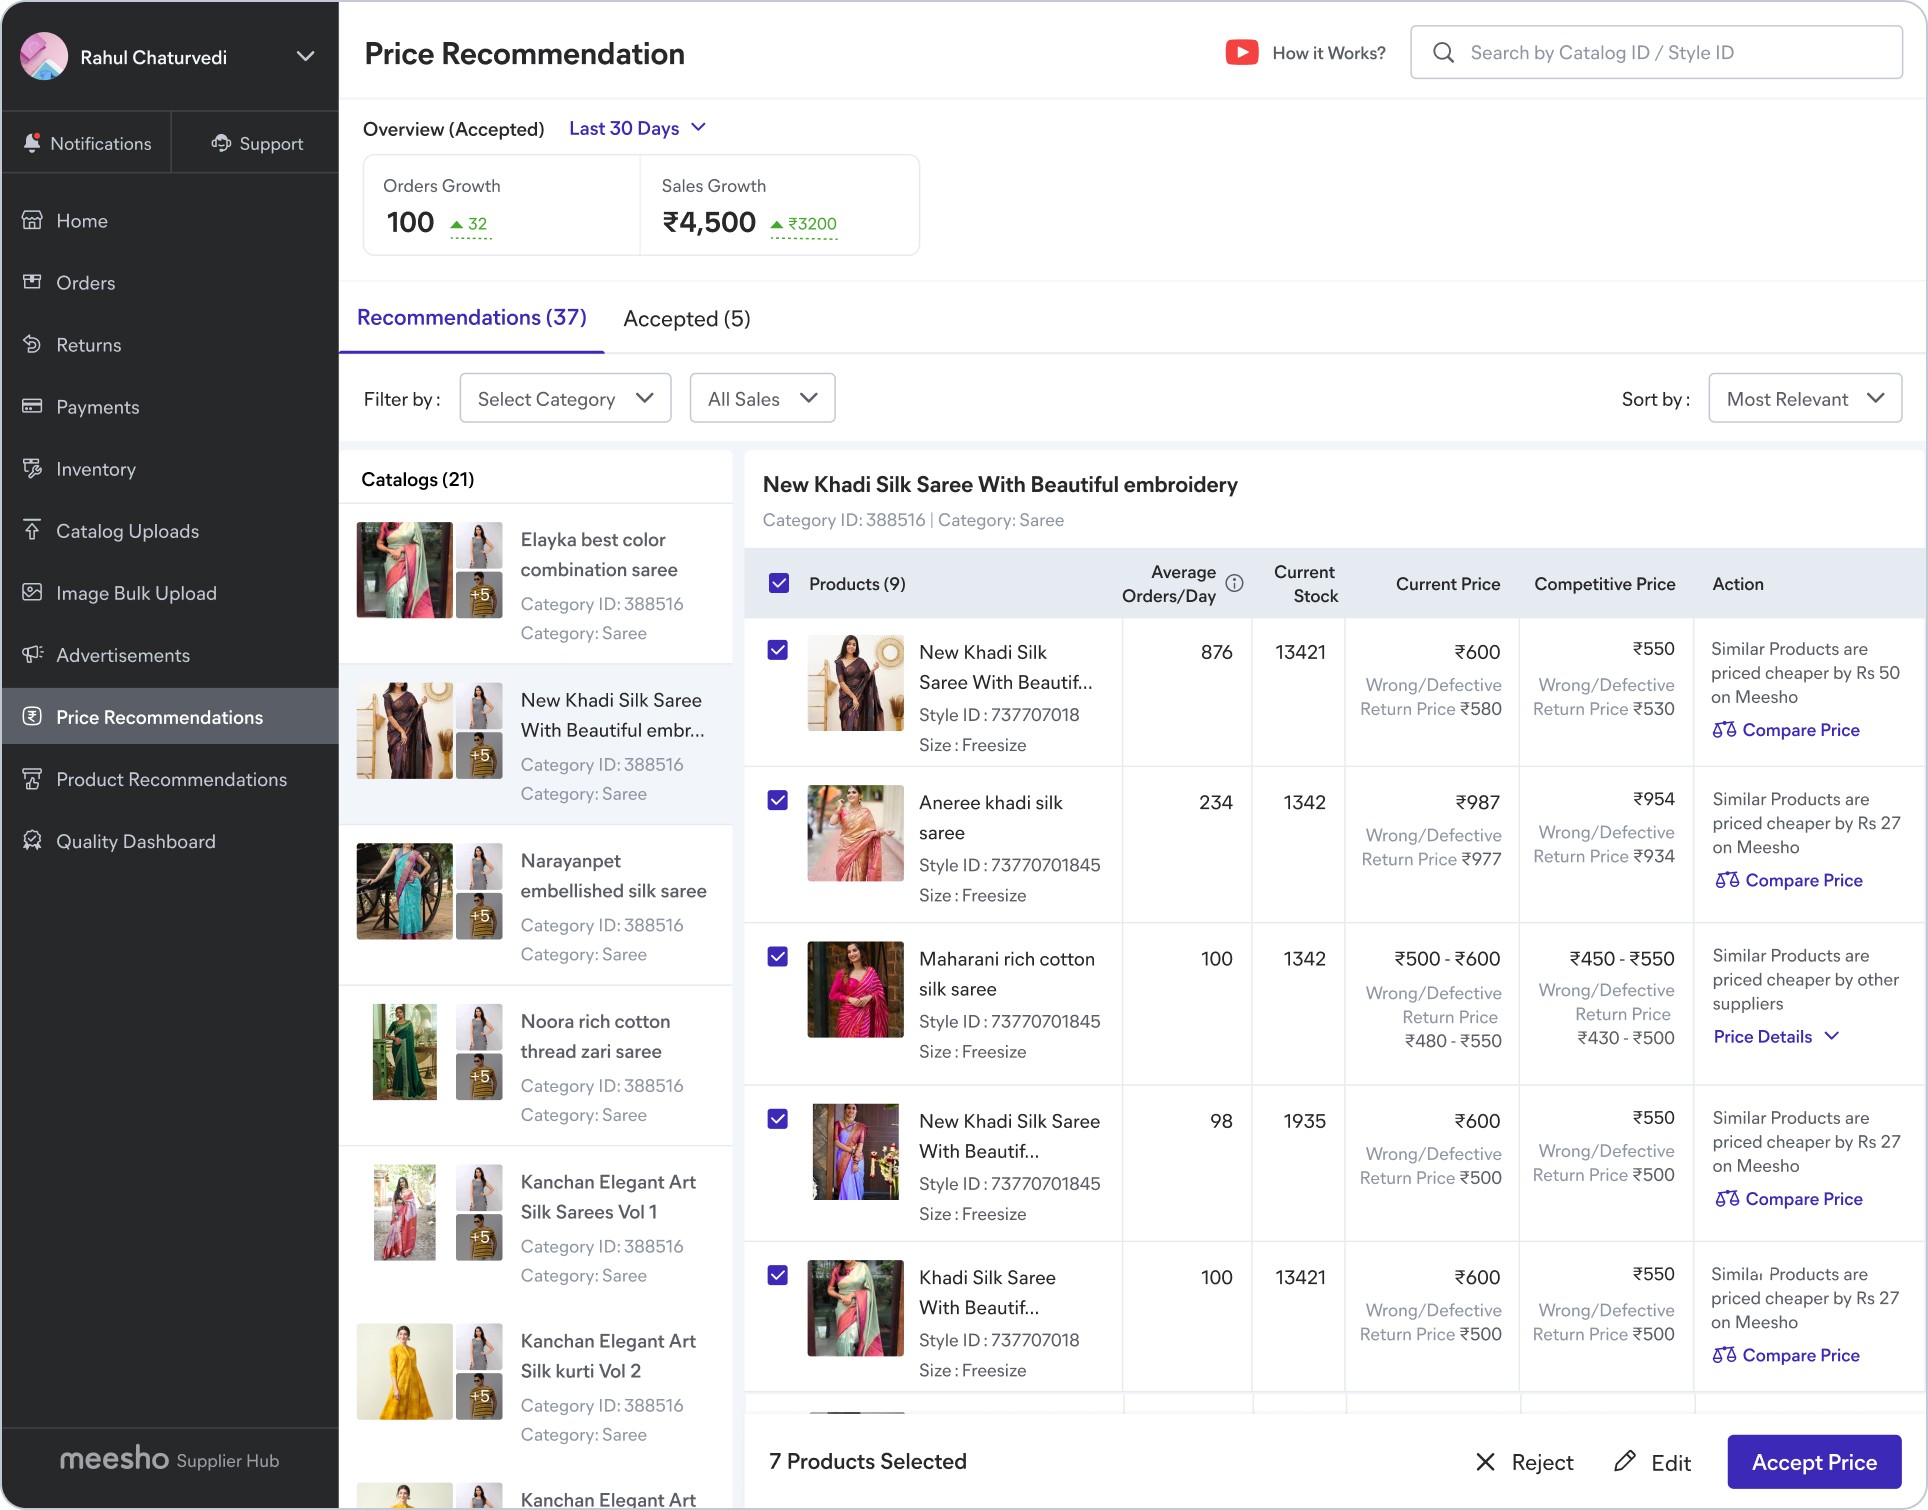 Rahul Chaturvedi
Notifications
Support
Home
Orders
Returns
Payments
Inventory
Catalog Uploads
Image Bulk Upload
Advertisements
Price Recommendations
Product Recommendations
Quality Dashboard
meesho Supplier Hub
Price Recommendation
How it Works?
Search by Catalog ID / Style ID
Overview (Accepted)
Last 30 Days
Orders Growth
100
32
Sales Growth
₹4,500
₹3200
Recommendations (37)
Accepted (5)
Filter by :
Select Category
All Sales
Sort by :
Most Relevant
Catalogs (21)
+5
Elayka best color
combination saree
Category ID: 388516
Category: Saree
+5
New Khadi Silk Saree
With Beautiful embr...
Category ID: 388516
Category: Saree
+5
Narayanpet
embellished silk saree
Category ID: 388516
Category: Saree
+5
Noora rich cotton
thread zari saree
Category ID: 388516
Category: Saree
+5
Kanchan Elegant Art
Silk Sarees Vol 1
Category ID: 388516
Category: Saree
+5
Kanchan Elegant Art
Silk kurti Vol 2
Category ID: 388516
Category: Saree
Kanchan Elegant Art
New Khadi Silk Saree With Beautiful embroidery
Category ID: 388516 | Category: Saree
Products (9)
Average
Orders/Day
Current
Stock
Current Price
Competitive Price
Action
New Khadi Silk
Saree With Beautif...
Style ID : 737707018
Size : Freesize
876
13421
₹600
Wrong/Defective
Return Price ₹580
₹550
Wrong/Defective
Return Price ₹530
Similar Products are
priced cheaper by Rs 50
on Meesho
Compare Price
Aneree khadi silk
saree
Style ID : 73770701845
Size : Freesize
234
1342
₹987
Wrong/Defective
Return Price ₹977
₹954
Wrong/Defective
Return Price ₹934
Similar Products are
priced cheaper by Rs 27
on Meesho
Compare Price
Maharani rich cotton
silk saree
Style ID : 73770701845
Size : Freesize
100
1342
₹500 - ₹600
Wrong/Defective
Return Price
₹480 - ₹550
₹450 - ₹550
Wrong/Defective
Return Price
₹430 - ₹500
Similar Products are
priced cheaper by other
suppliers
Price Details
New Khadi Silk Saree
With Beautif...
Style ID : 73770701845
Size : Freesize
98
1935
₹600
Wrong/Defective
Return Price ₹500
₹550
Wrong/Defective
Return Price ₹500
Similar Products are
priced cheaper by Rs 27
on Meesho
Compare Price
Khadi Silk Saree
With Beautif...
Style ID : 737707018
Size : Freesize
100
13421
₹600
Wrong/Defective
Return Price ₹500
₹550
Wrong/Defective
Return Price ₹500
Similar Products are
priced cheaper by Rs 27
on Meesho
Compare Price
7 Products Selected
Reject
Edit
Accept Price